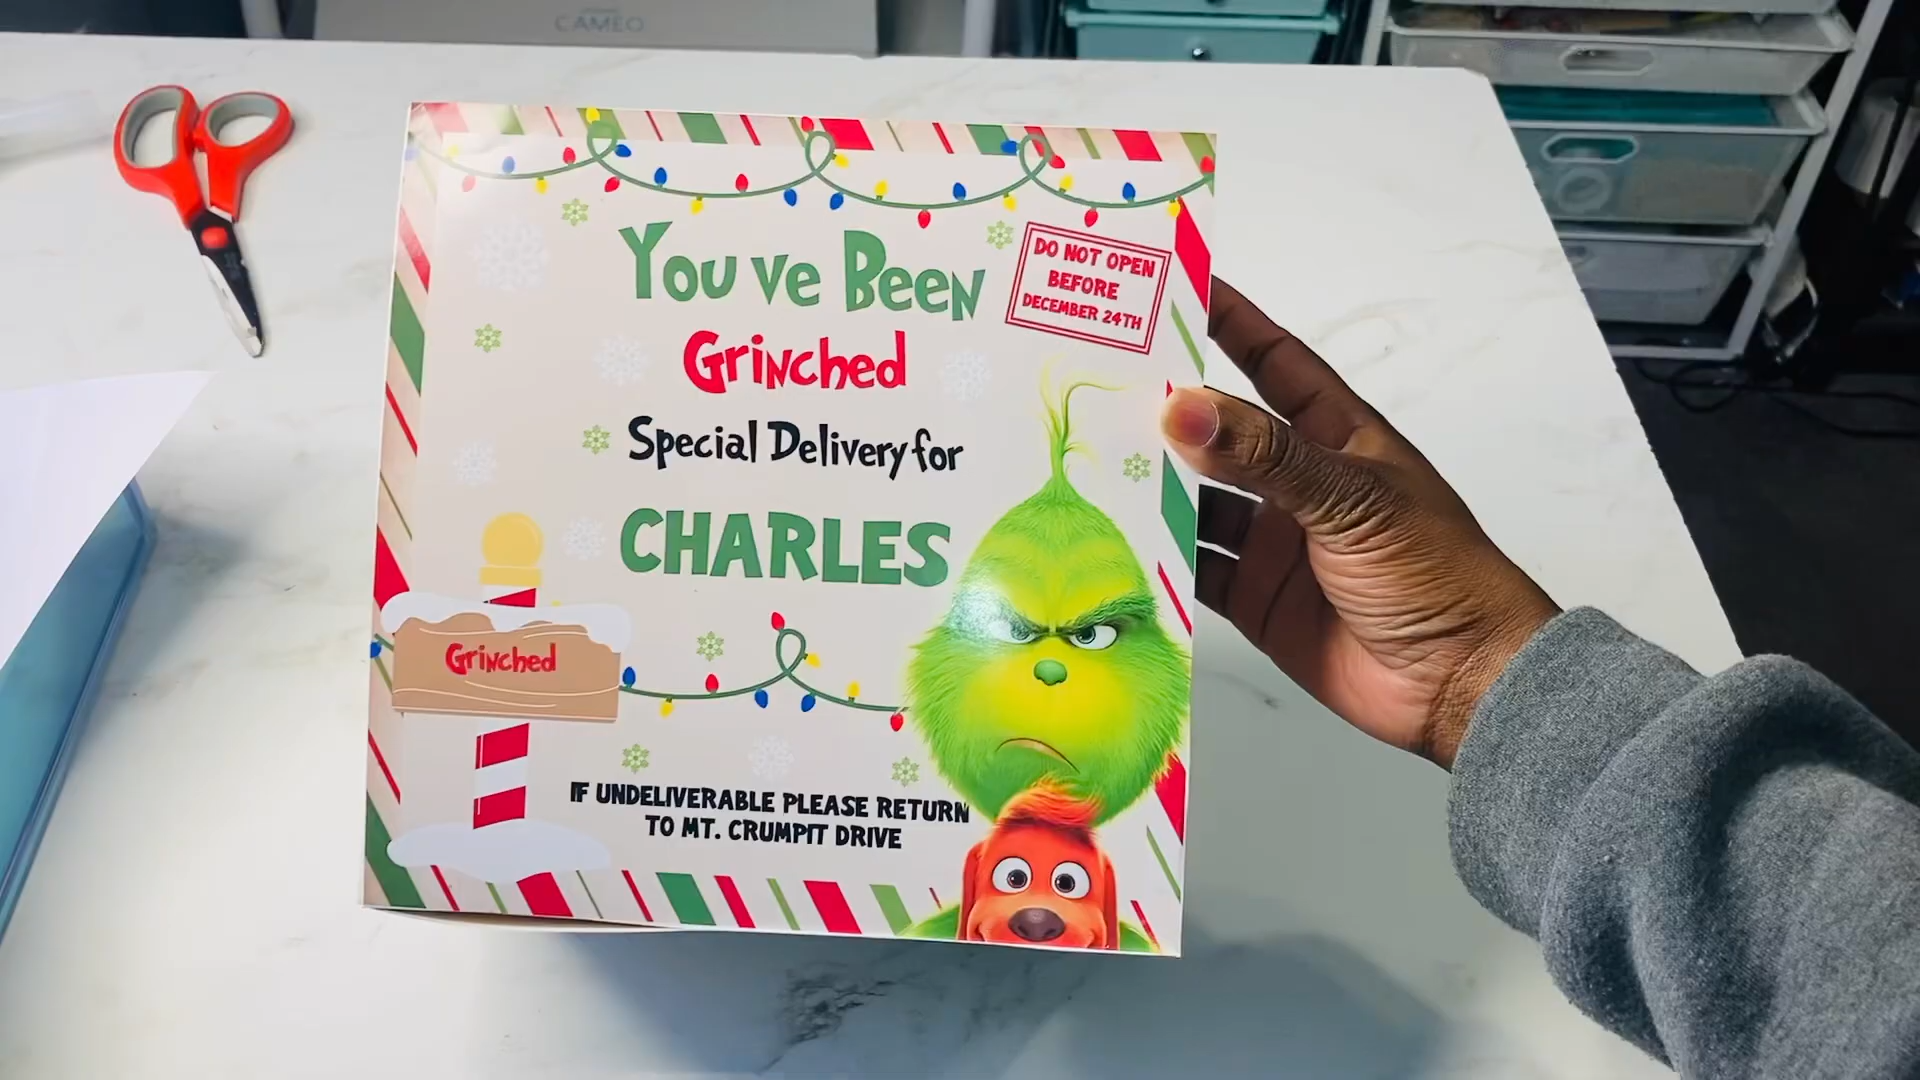 CAMEO
You ve Been
Grinched
DO NOT OPEN
BEFORE
DECEMBER 24TH
Special Delivery for
CHARLES
Grinched
IF UNDELIVERABLE PLEASE RETURN
TO MT. CRUMPIT DRIVE